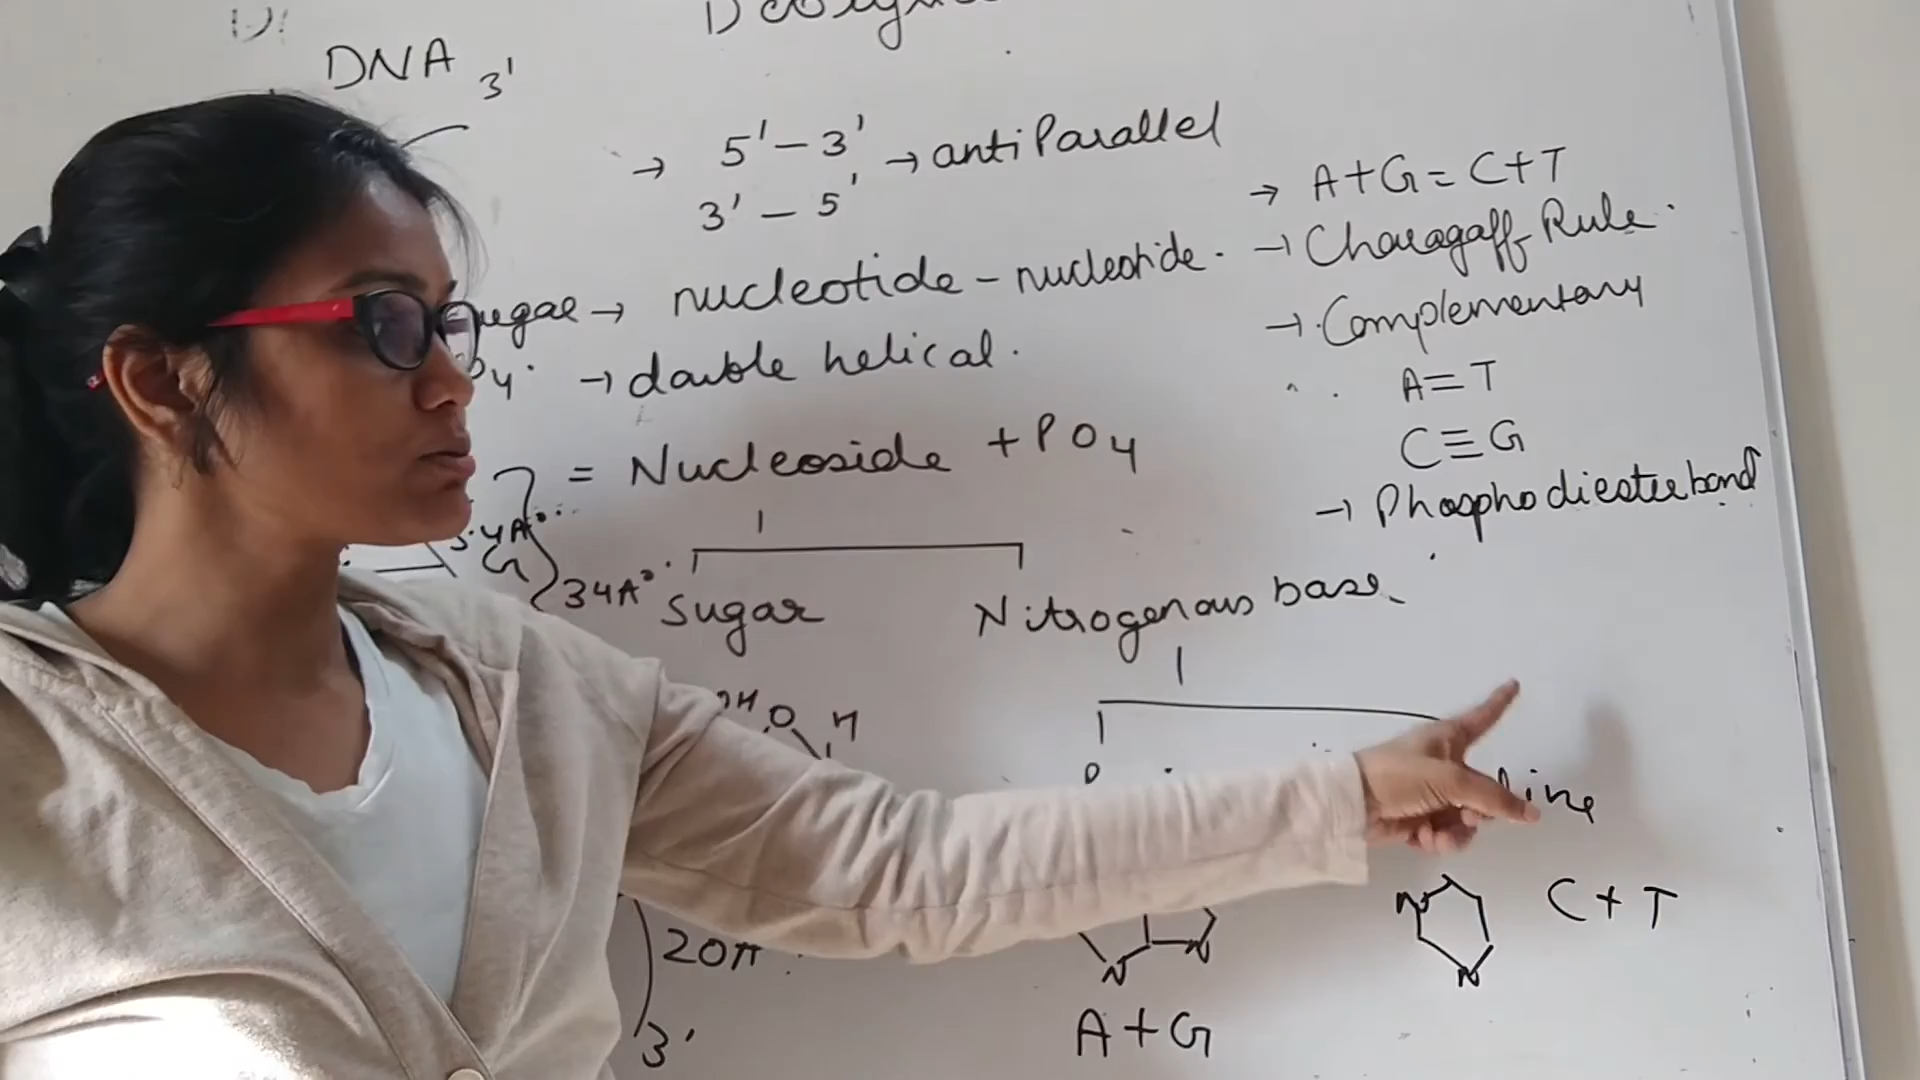 DNA
3'
→ 5'-3' → antiParallel
3' - 5'
→ nucleotide - nucleotide.
→ double helical.
= Nucleoside + PO4
34A°
Sugar
Nitrogenous base
OH O H
20A
3'
A+G
→ A+G = C+T
→ Charagaff Rule.
→ Complementary
A=T
C≡G
→ Phosphodiester bond
N N
N N
C+T